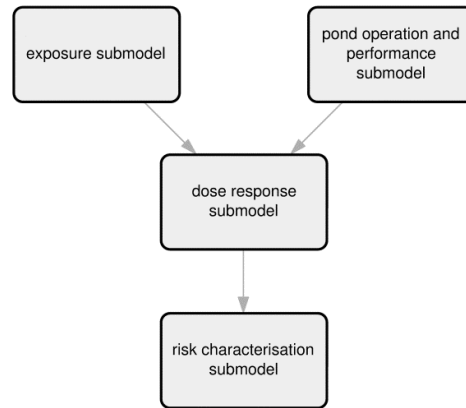 exposure submodel
pond operation and
performance
submodel
dose response
submodel
risk characterisation
submodel